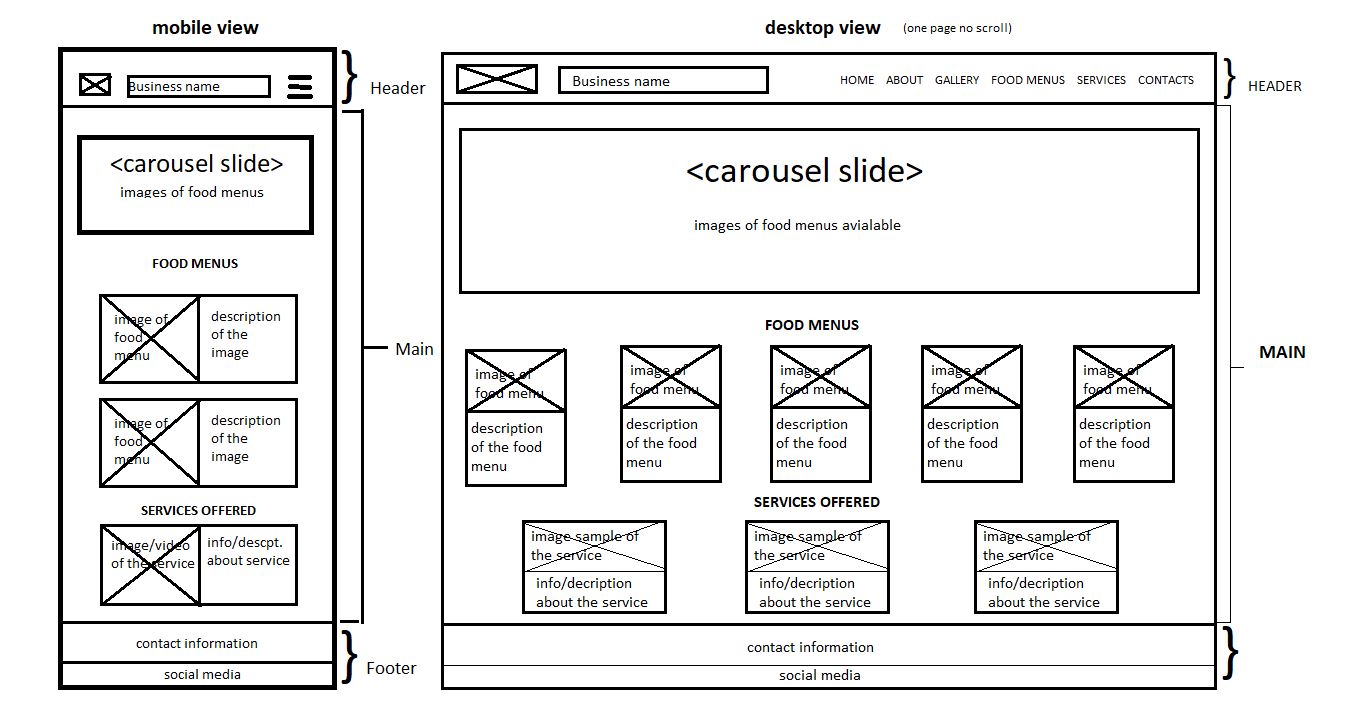 mobile view
Business name
Header
<carousel slide>
images of food menus
FOOD MENUS
image of
food
menu
description
of the
image
Main
image of
food
menu
description
of the
image
SERVICES OFFERED
image/video
of the service
info/descpt.
about service
contact information
social media
Footer
desktop view (one page no scroll)
Business name
HOME ABOUT GALLERY FOOD MENUS SERVICES CONTACTS
HEADER
<carousel slide>
images of food menus avialable
FOOD MENUS
MAIN
image of
food menu
description
of the food
menu
image of
food menu
description
of the food
menu
image of
food menu
description
of the food
menu
image of
food menu
description
of the food
menu
image of
food menu
description
of the food
menu
SERVICES OFFERED
image sample of
the service
info/decription
about the service
image sample of
the service
info/decription
about the service
image sample of
the service
info/decription
about the service
contact information
social media